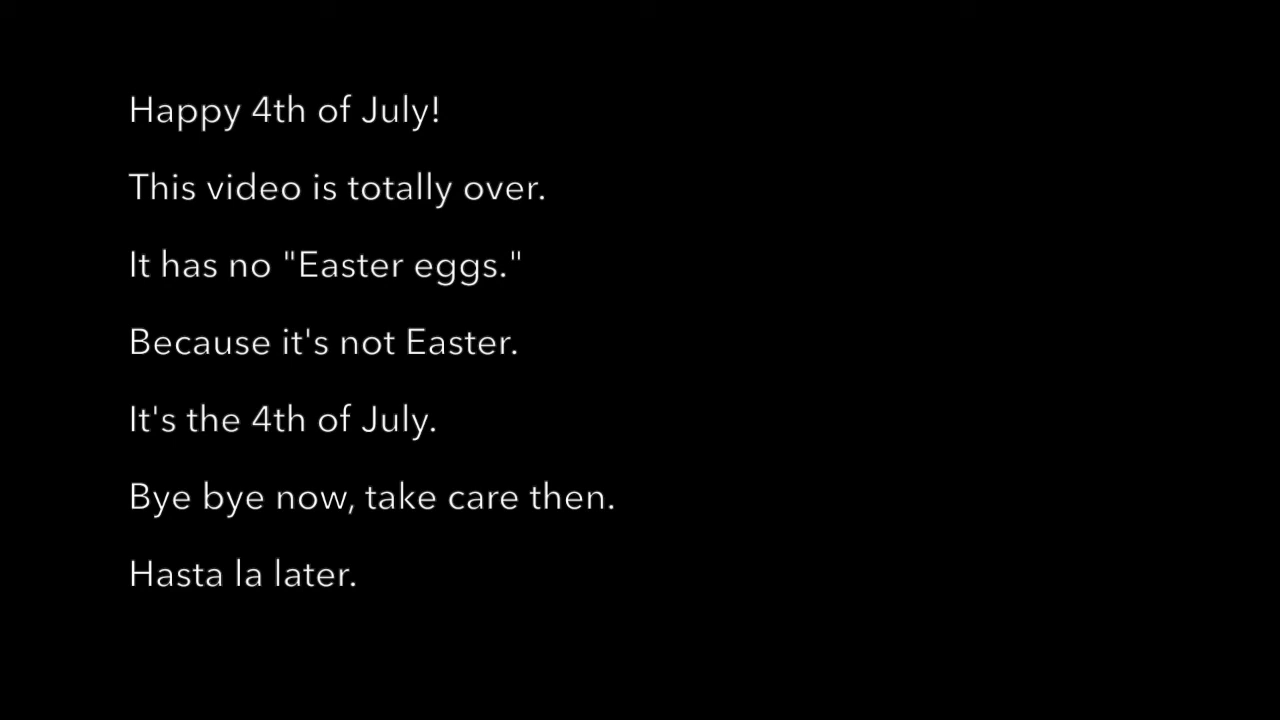 Happy 4th of July!
This video is totally over.
It has no "Easter eggs."
Because it's not Easter.
It's the 4th of July.
Bye bye now, take care then.
Hasta la later.